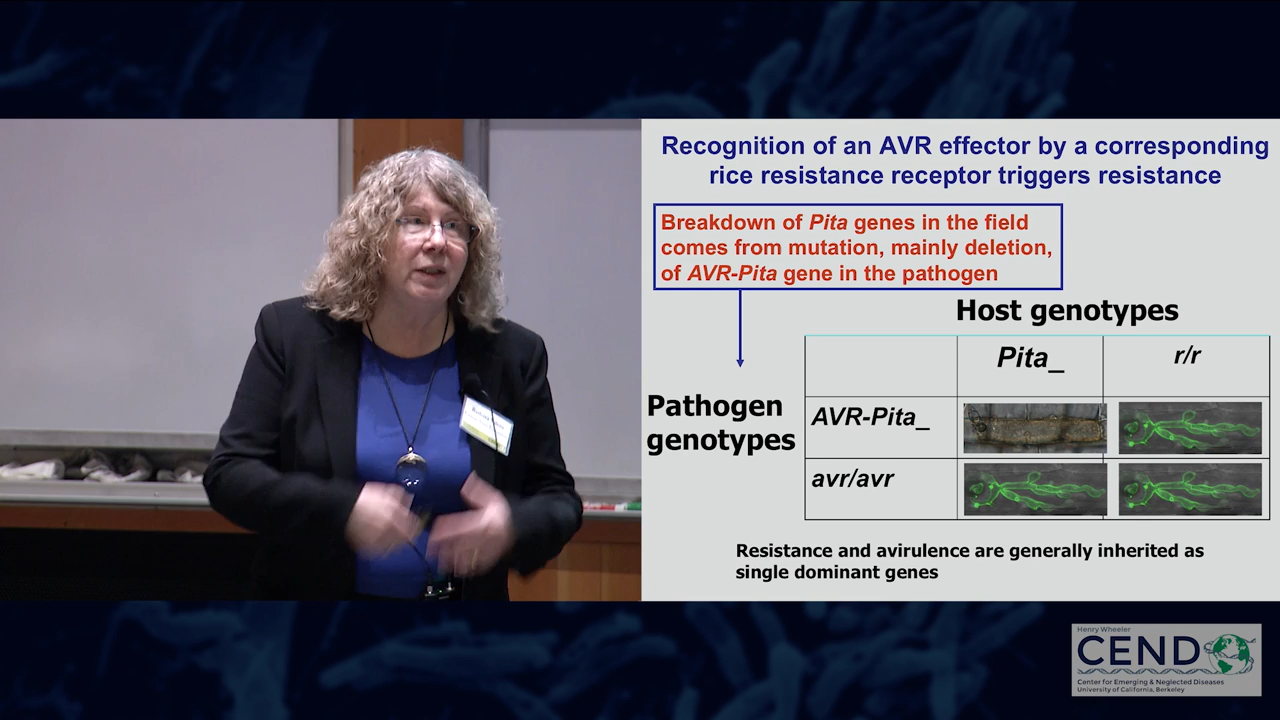 Recognition of an AVR effector by a corresponding
rice resistance receptor triggers resistance
Breakdown of Pita genes in the field
comes from mutation, mainly deletion,
of AVR-Pita gene in the pathogen
Host genotypes
Pita_
r/r
Pathogen
genotypes
AVR-Pita_
avr/avr
Resistance and avirulence are generally inherited as
single dominant genes
Henry Wheeler
CEND
Center for Emerging & Neglected Diseases
University of California, Berkeley